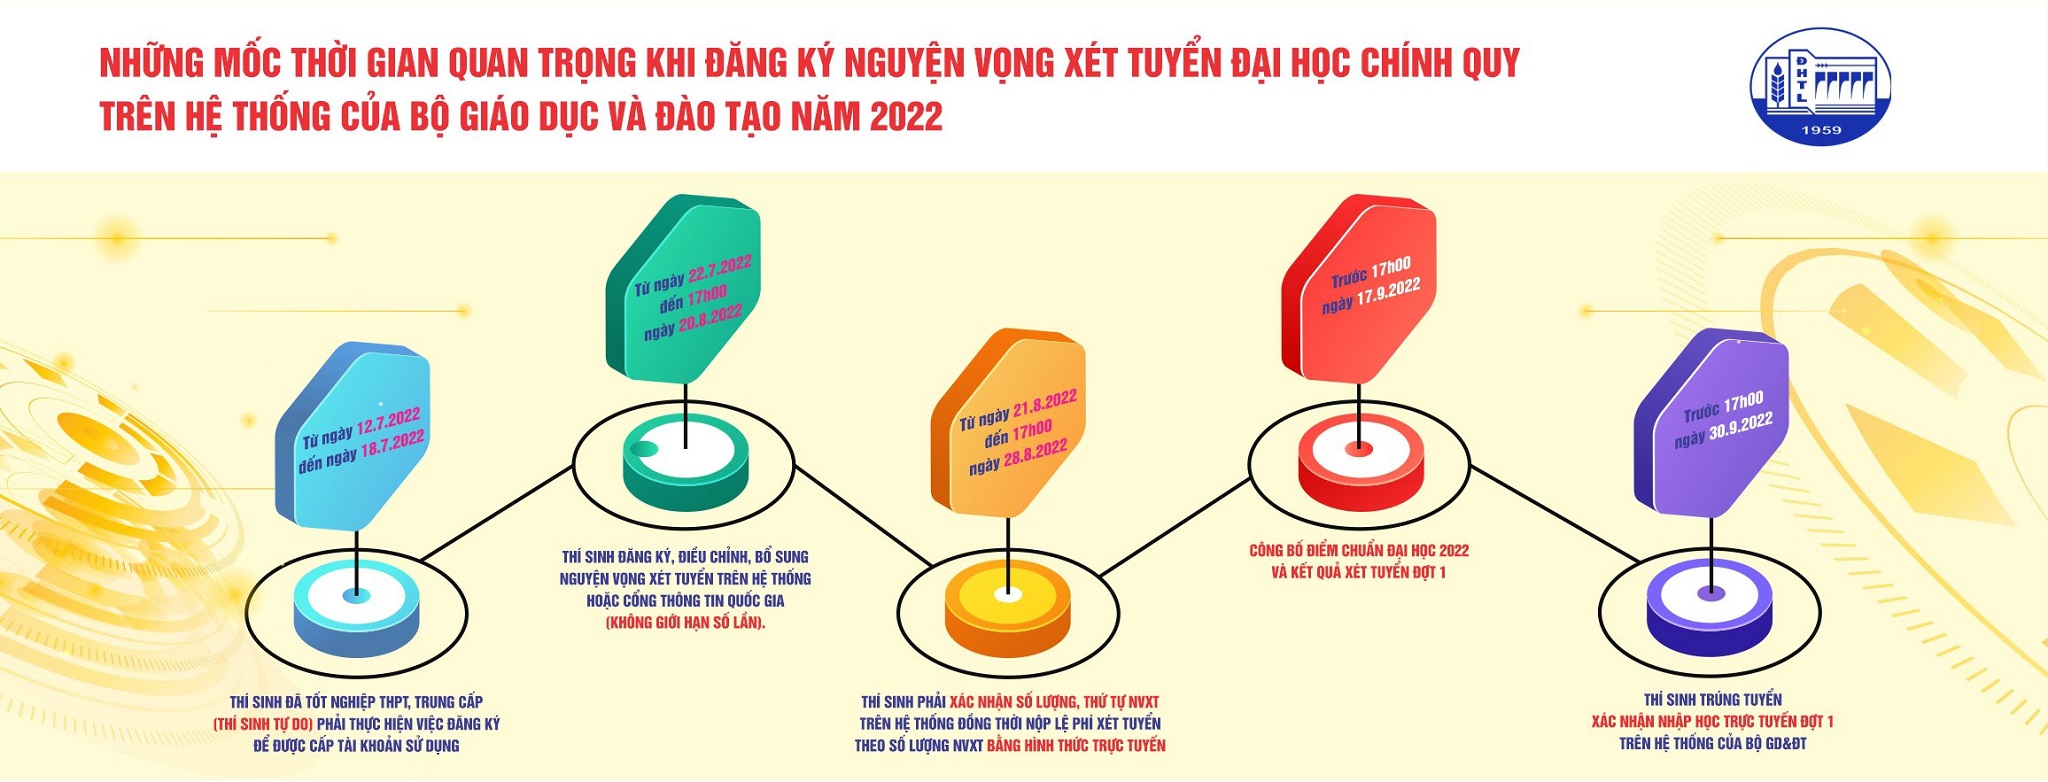 NHỮNG MỐC THỜI GIAN QUAN TRỌNG KHI ĐĂNG KÝ NGUYỆN VỌNG XÉT TUYỂN ĐẠI HỌC CHÍNH QUY
TRÊN HỆ THỐNG CỦA BỘ GIÁO DỤC VÀ ĐÀO TẠO NĂM 2022
ĐHTL
1959
Từ ngày 12.7.2022
đến ngày 18.7.2022
THÍ SINH ĐÃ TỐT NGHIỆP THPT, TRUNG CẤP
(THÍ SINH TỰ DO) PHẢI THỰC HIỆN VIỆC ĐĂNG KÝ
ĐỂ ĐƯỢC CẤP TÀI KHOẢN SỬ DỤNG
Từ ngày 22.7.2022
đến 17h00
ngày 20.8.2022
THÍ SINH ĐĂNG KÝ, ĐIỀU CHỈNH, BỔ SUNG
NGUYỆN VỌNG XÉT TUYỂN TRÊN HỆ THỐNG
HOẶC CỔNG THÔNG TIN QUỐC GIA
(KHÔNG GIỚI HẠN SỐ LẦN).
Từ ngày 21.8.2022
đến 17h00
ngày 28.8.2022
THÍ SINH PHẢI XÁC NHẬN SỐ LƯỢNG, THỨ TỰ NVXT
TRÊN HỆ THỐNG ĐỒNG THỜI NỘP LỆ PHÍ XÉT TUYỂN
THEO SỐ LƯỢNG NVXT BẰNG HÌNH THỨC TRỰC TUYẾN
Trước 17h00
ngày 17.9.2022
CÔNG BỐ ĐIỂM CHUẨN ĐẠI HỌC 2022
VÀ KẾT QUẢ XÉT TUYỂN ĐỢT 1
Trước 17h00
ngày 30.9.2022
THÍ SINH TRÚNG TUYỂN
XÁC NHẬN NHẬP HỌC TRỰC TUYẾN ĐỢT 1
TRÊN HỆ THỐNG CỦA BỘ GD&ĐT